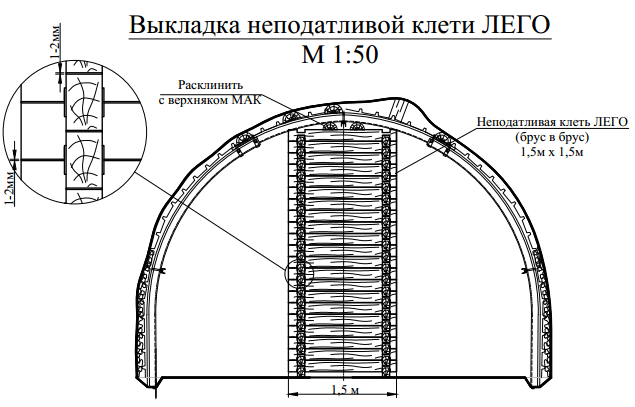 Выкладка неподатливой клети ЛЕГО
М 1:50
1-2мм
Расклинить
с верхняком МАК
Неподатливая клеть ЛЕГО
(брус в брус)
1,5м х 1,5м
1-2мм
1,5 м